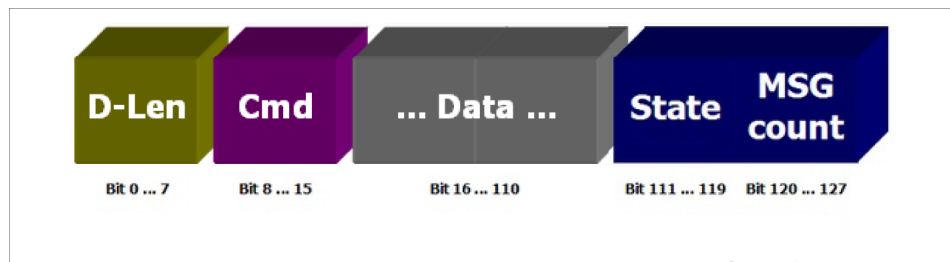 D-Len
Cmd
... Data ...
State
MSG
count
Bit 0 ... 7
Bit 8 ... 15
Bit 16 ... 110
Bit 111 ... 119
Bit 120 ... 127